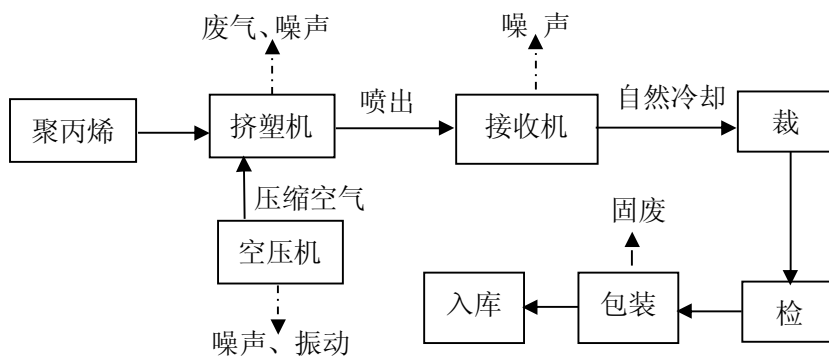 废气、噪声
噪 声
聚丙烯
挤塑机
喷出
接收机
自然冷却
裁
压缩空气
空压机
噪声、振动
固废
入库
包装
检